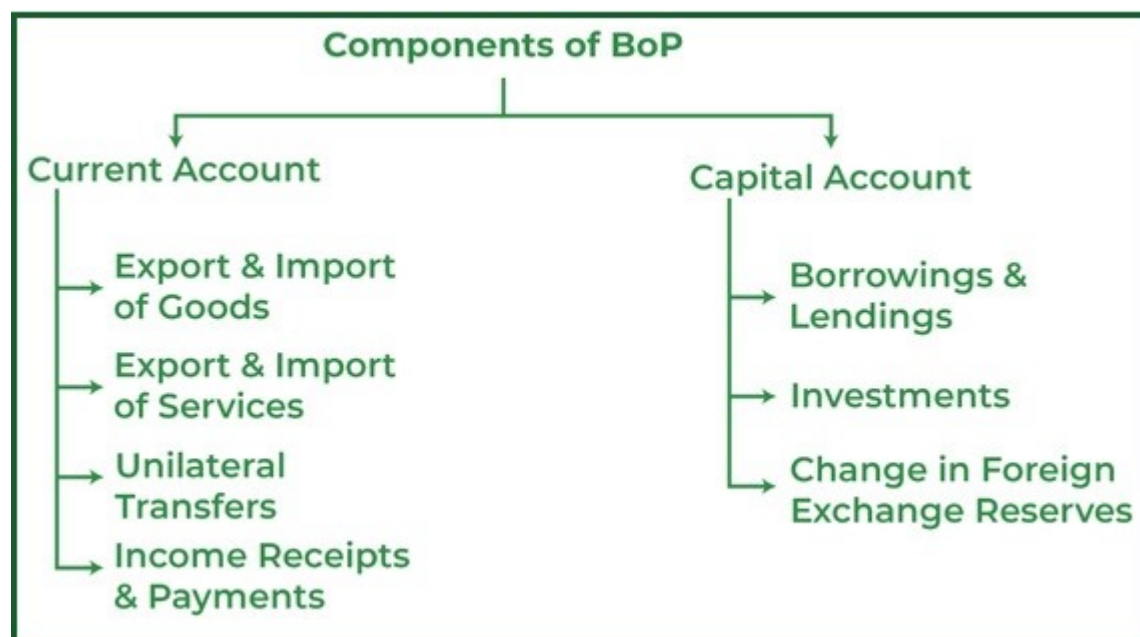 Components of BoP
Current Account
Export & Import
of Goods
Export & Import
of Services
Unilateral
Transfers
Income Receipts
& Payments
Capital Account
Borrowings &
Lendings
Investments
Change in Foreign
Exchange Reserves